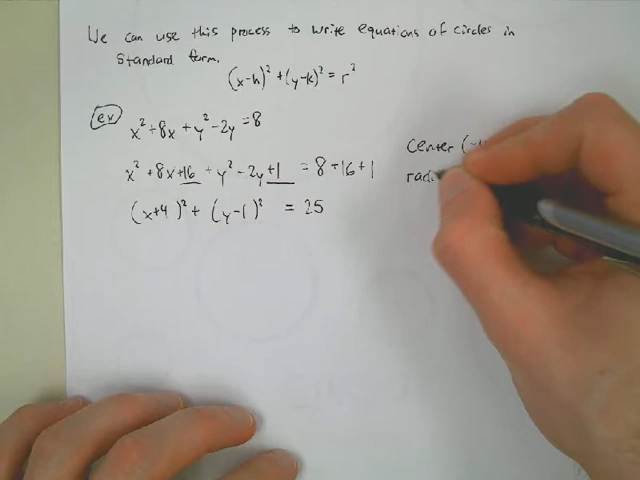 We can use this process to write equations of circles in
standard form.
(x-h)² + (y-k)² = r²
ex
x² + 8x + y² - 2y = 8
x² + 8x + 16 + y² - 2y + 1 = 8 + 16 + 1
(x+4)² + (y-1)² = 25
center (-
rad